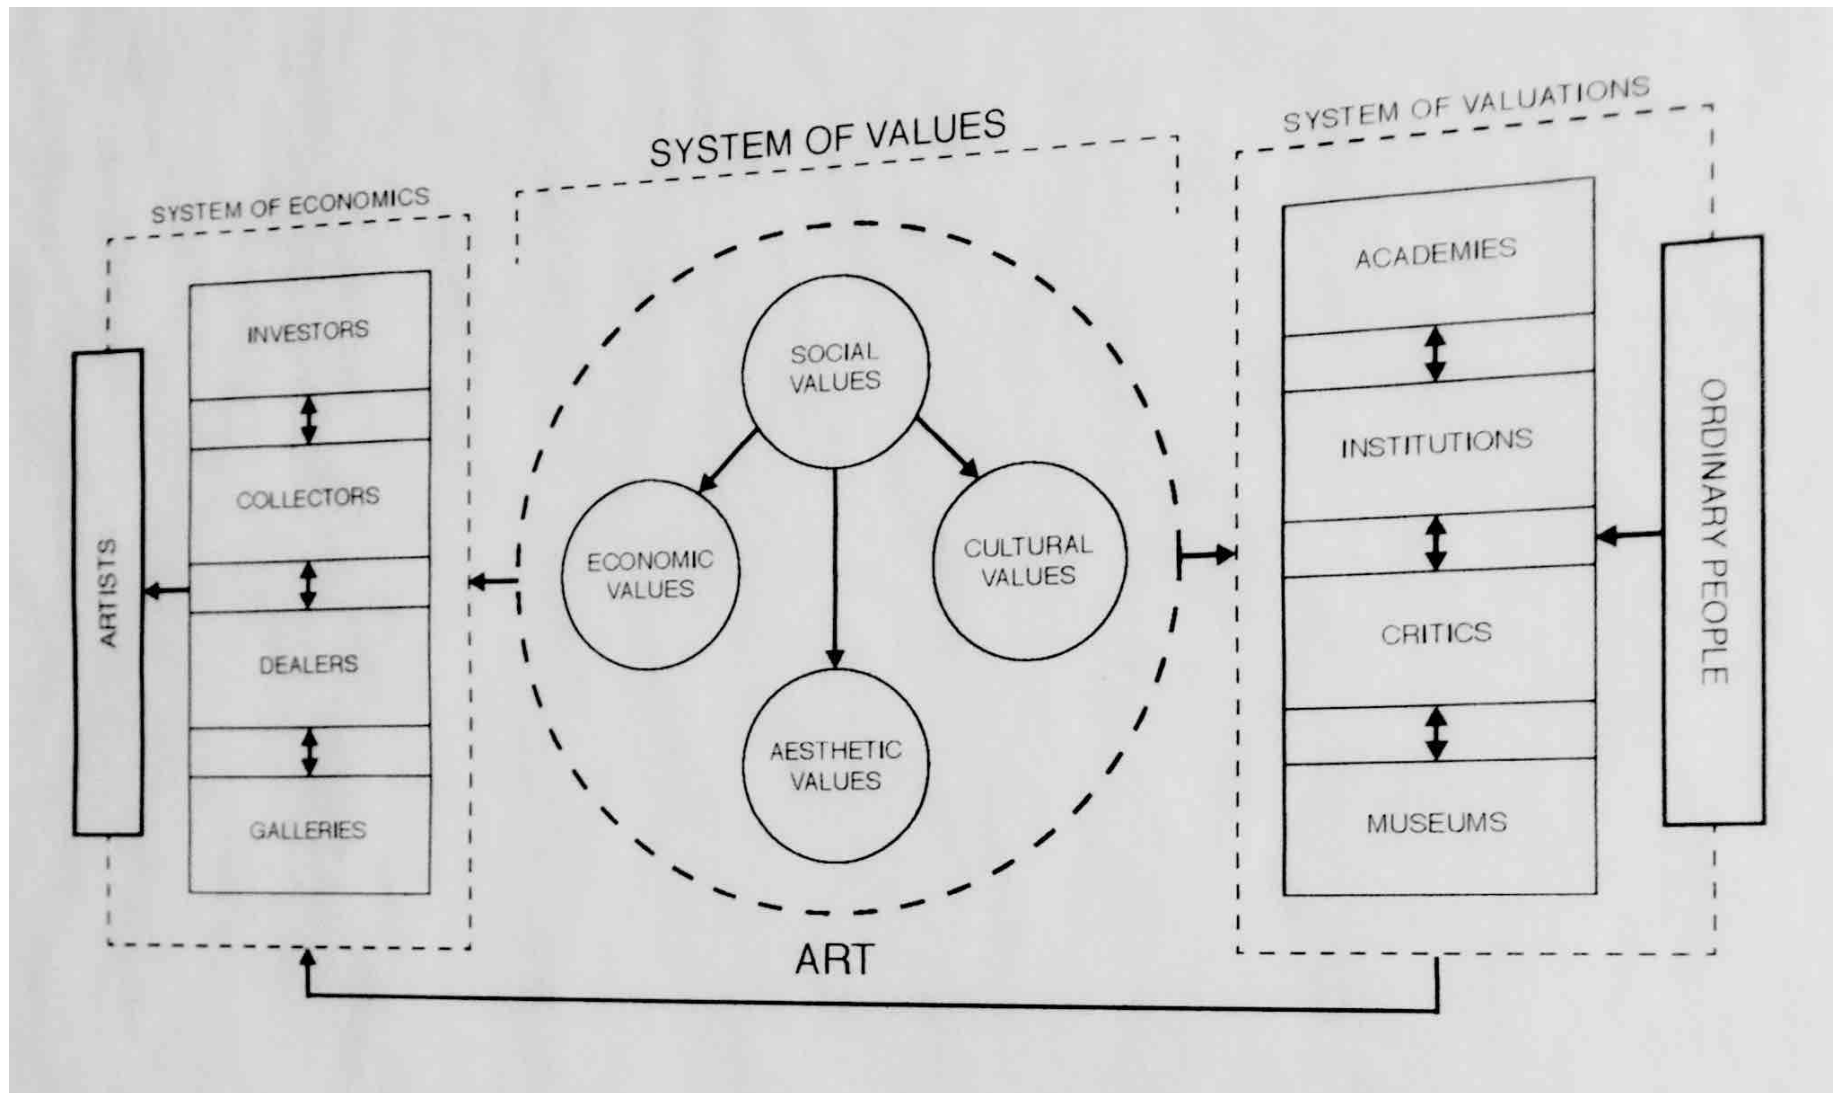 SYSTEM OF ECONOMICS
INVESTORS
COLLECTORS
DEALERS
GALLERIES
ARTISTS
SYSTEM OF VALUES
SOCIAL
VALUES
ECONOMIC
VALUES
CULTURAL
VALUES
AESTHETIC
VALUES
ART
SYSTEM OF VALUATIONS
ACADEMIES
INSTITUTIONS
CRITICS
MUSEUMS
ORDINARY PEOPLE